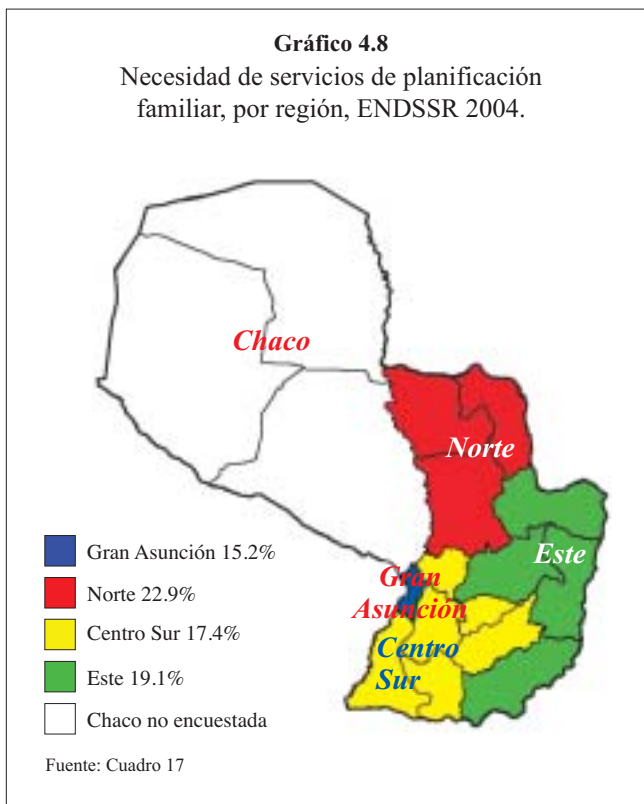 Gráfico 4.8
Necesidad de servicios de planificación
familiar, por región, ENDSSR 2004.
Chaco
Norte
Este
Gran
Asunción
Centro
Sur
Gran Asunción 15.2%
Norte 22.9%
Centro Sur 17.4%
Este 19.1%
Chaco no encuestada
Fuente: Cuadro 17